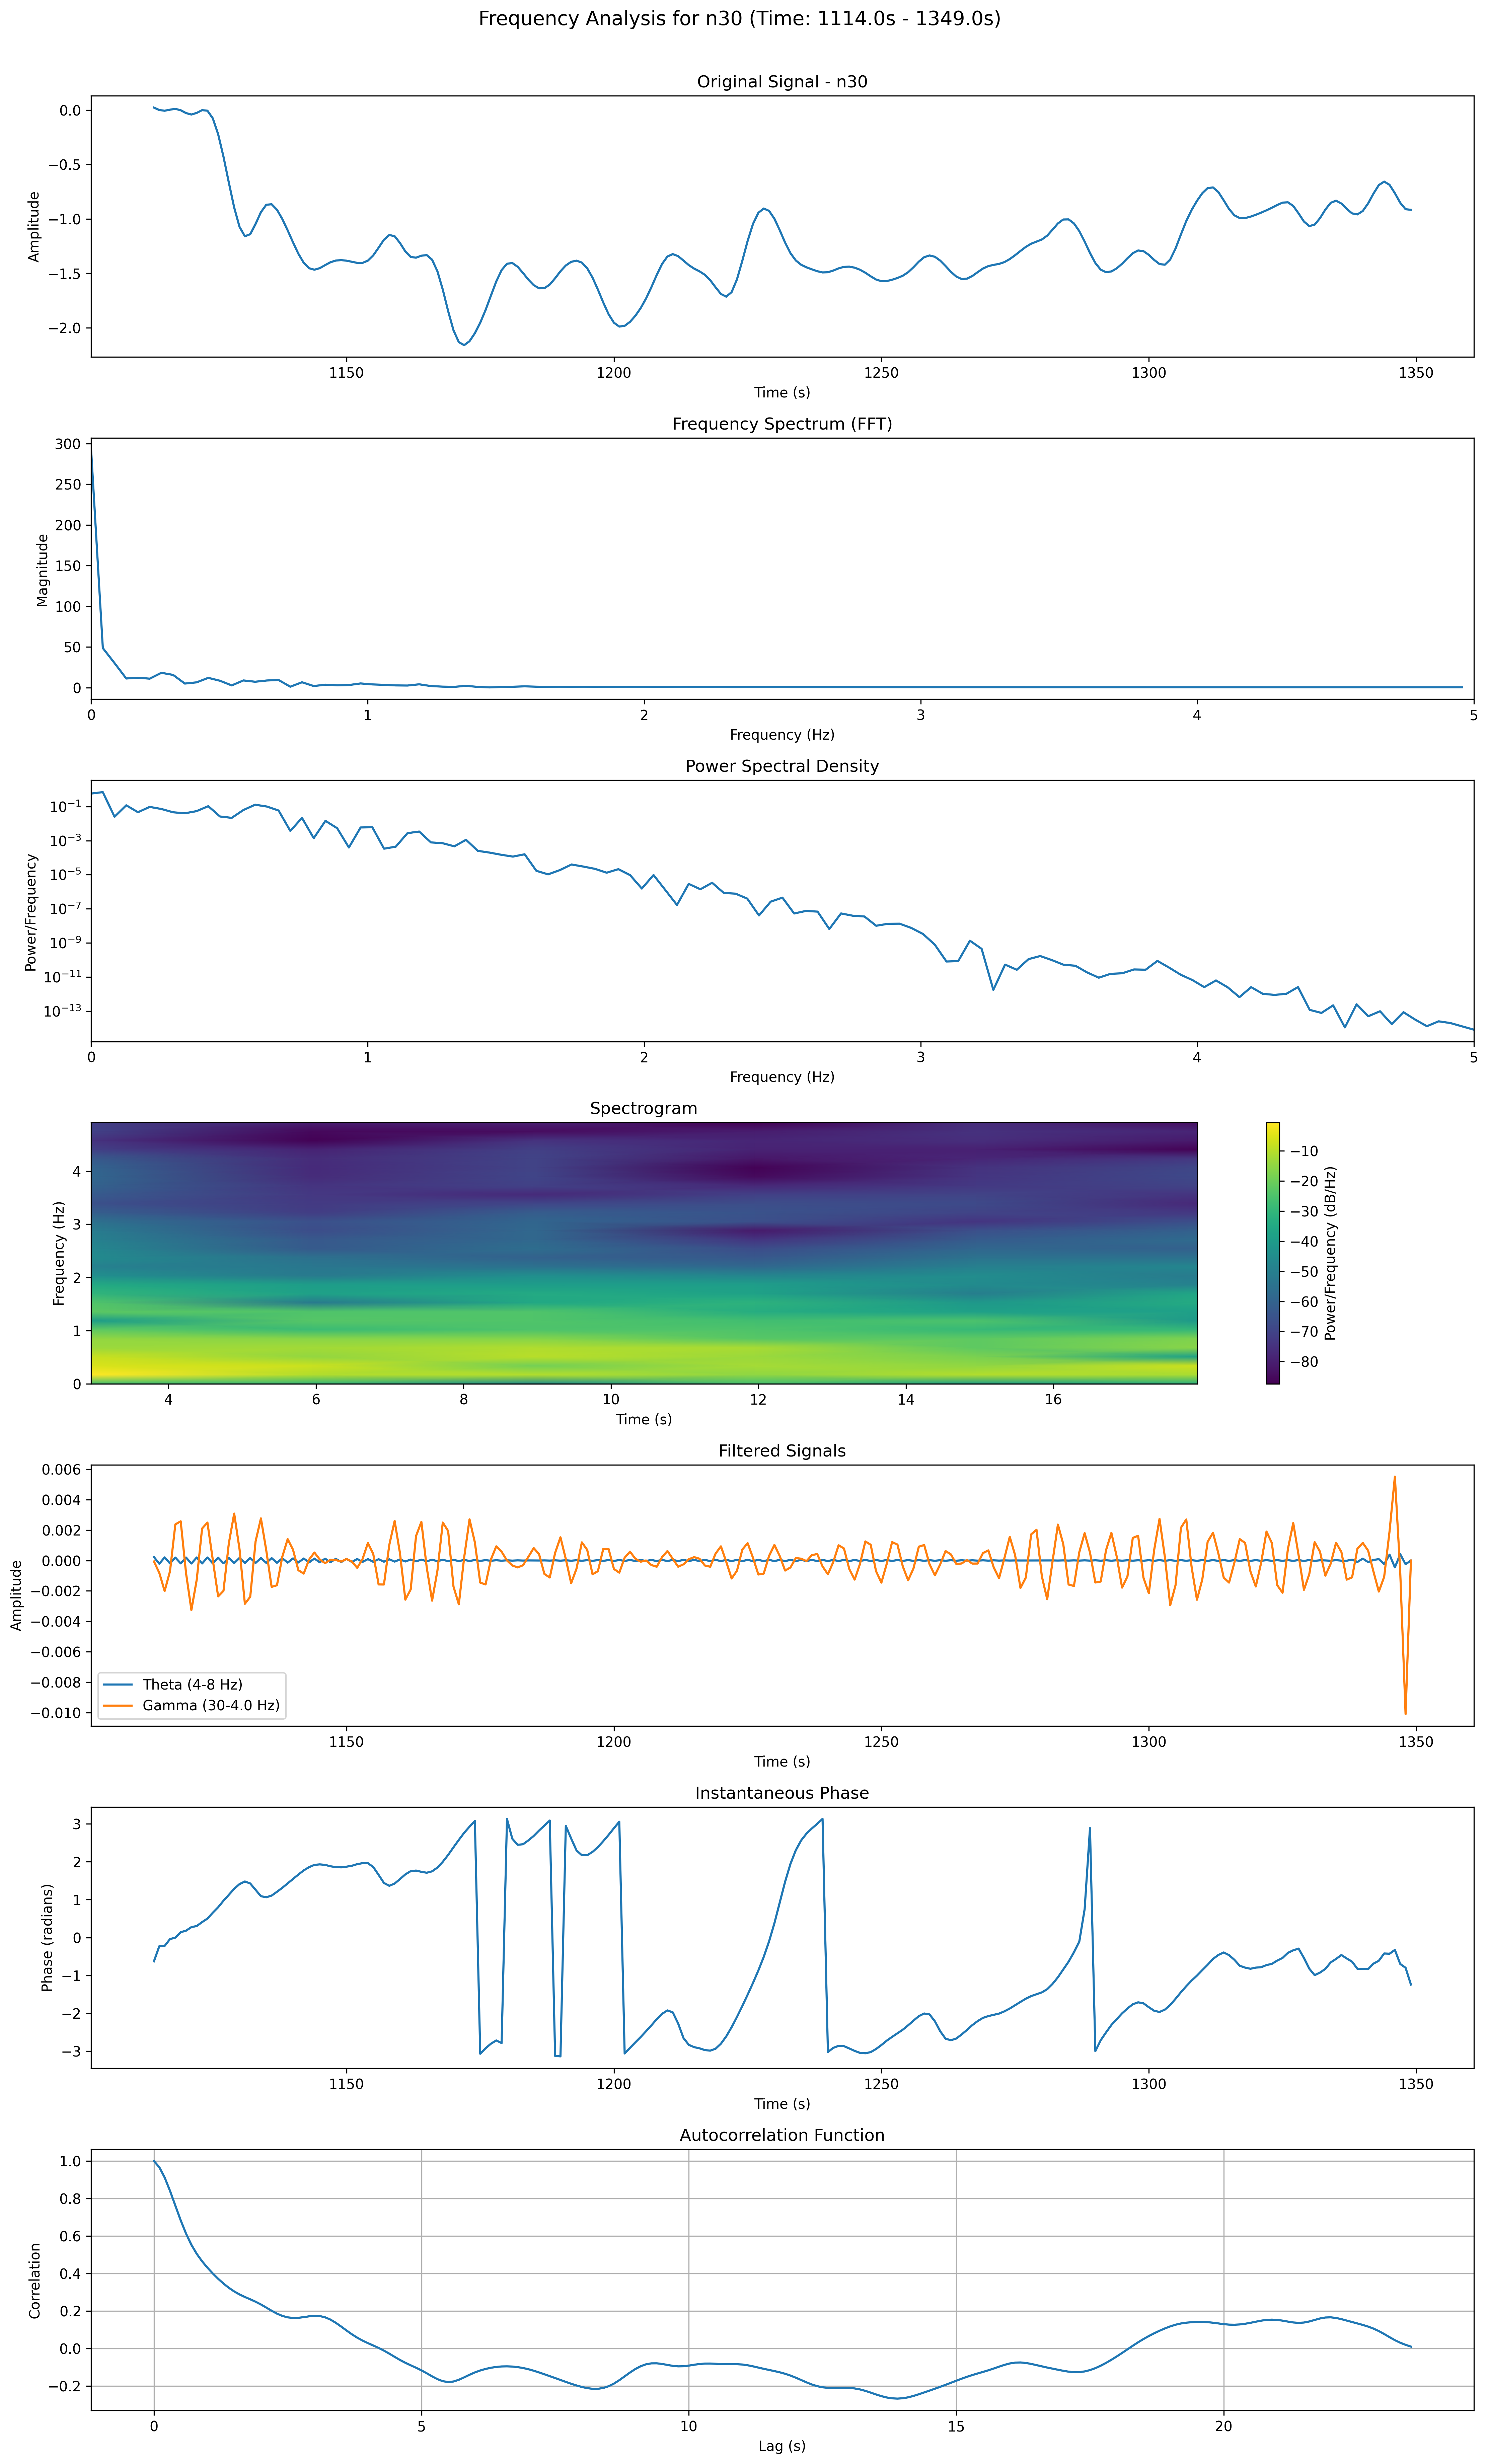 Frequency Analysis for n30 (Time: 1114.0s - 1349.0s)
Original Signal - n30
Amplitude
0.0
−0.5
−1.0
−1.5
−2.0
1150 1200 1250 1300 1350
Time (s)
Frequency Spectrum (FFT)
Magnitude
300
250
200
150
100
50
0
0 1 2 3 4 5
Frequency (Hz)
Power Spectral Density
Power/Frequency
10⁻¹
10⁻³
10⁻⁵
10⁻⁷
10⁻⁹
10⁻¹¹
10⁻¹³
0 1 2 3 4 5
Frequency (Hz)
Spectrogram
Frequency (Hz)
4
3
2
1
0
4 6 8 10 12 14 16
Time (s)
−10
−20
−30
−40
−50
−60
−70
−80
Power/Frequency (dB/Hz)
Filtered Signals
Amplitude
0.006
0.004
0.002
0.000
−0.002
−0.004
−0.006
−0.008
−0.010
Theta (4-8 Hz)
Gamma (30-4.0 Hz)
1150 1200 1250 1300 1350
Time (s)
Instantaneous Phase
Phase (radians)
3
2
1
0
−1
−2
−3
1150 1200 1250 1300 1350
Time (s)
Autocorrelation Function
Correlation
1.0
0.8
0.6
0.4
0.2
0.0
−0.2
0 5 10 15 20
Lag (s)